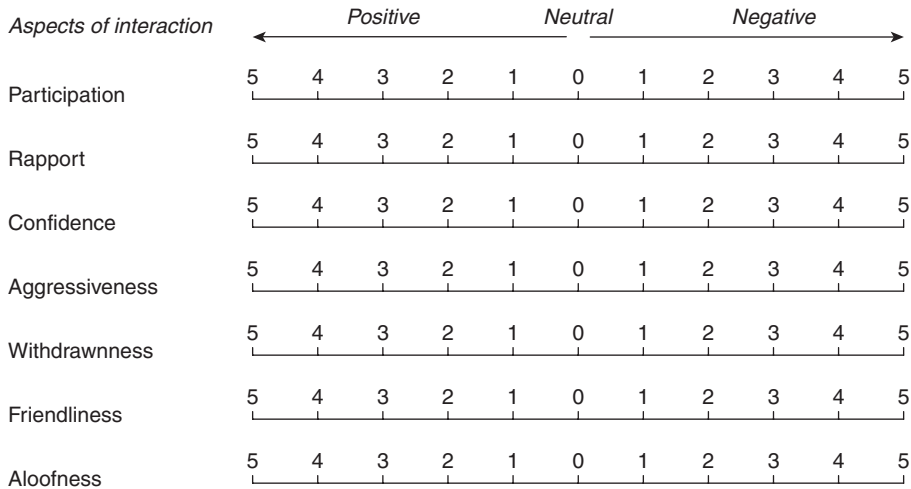 Aspects of interaction Positive Neutral Negative
5 4 3 2 1 0 1 2 3 4 5
Participation
5 4 3 2 1 0 1 2 3 4 5
Rapport
5 4 3 2 1 0 1 2 3 4 5
Confidence
5 4 3 2 1 0 1 2 3 4 5
Aggressiveness
5 4 3 2 1 0 1 2 3 4 5
Withdrawnness
5 4 3 2 1 0 1 2 3 4 5
Friendliness
5 4 3 2 1 0 1 2 3 4 5
Aloofness